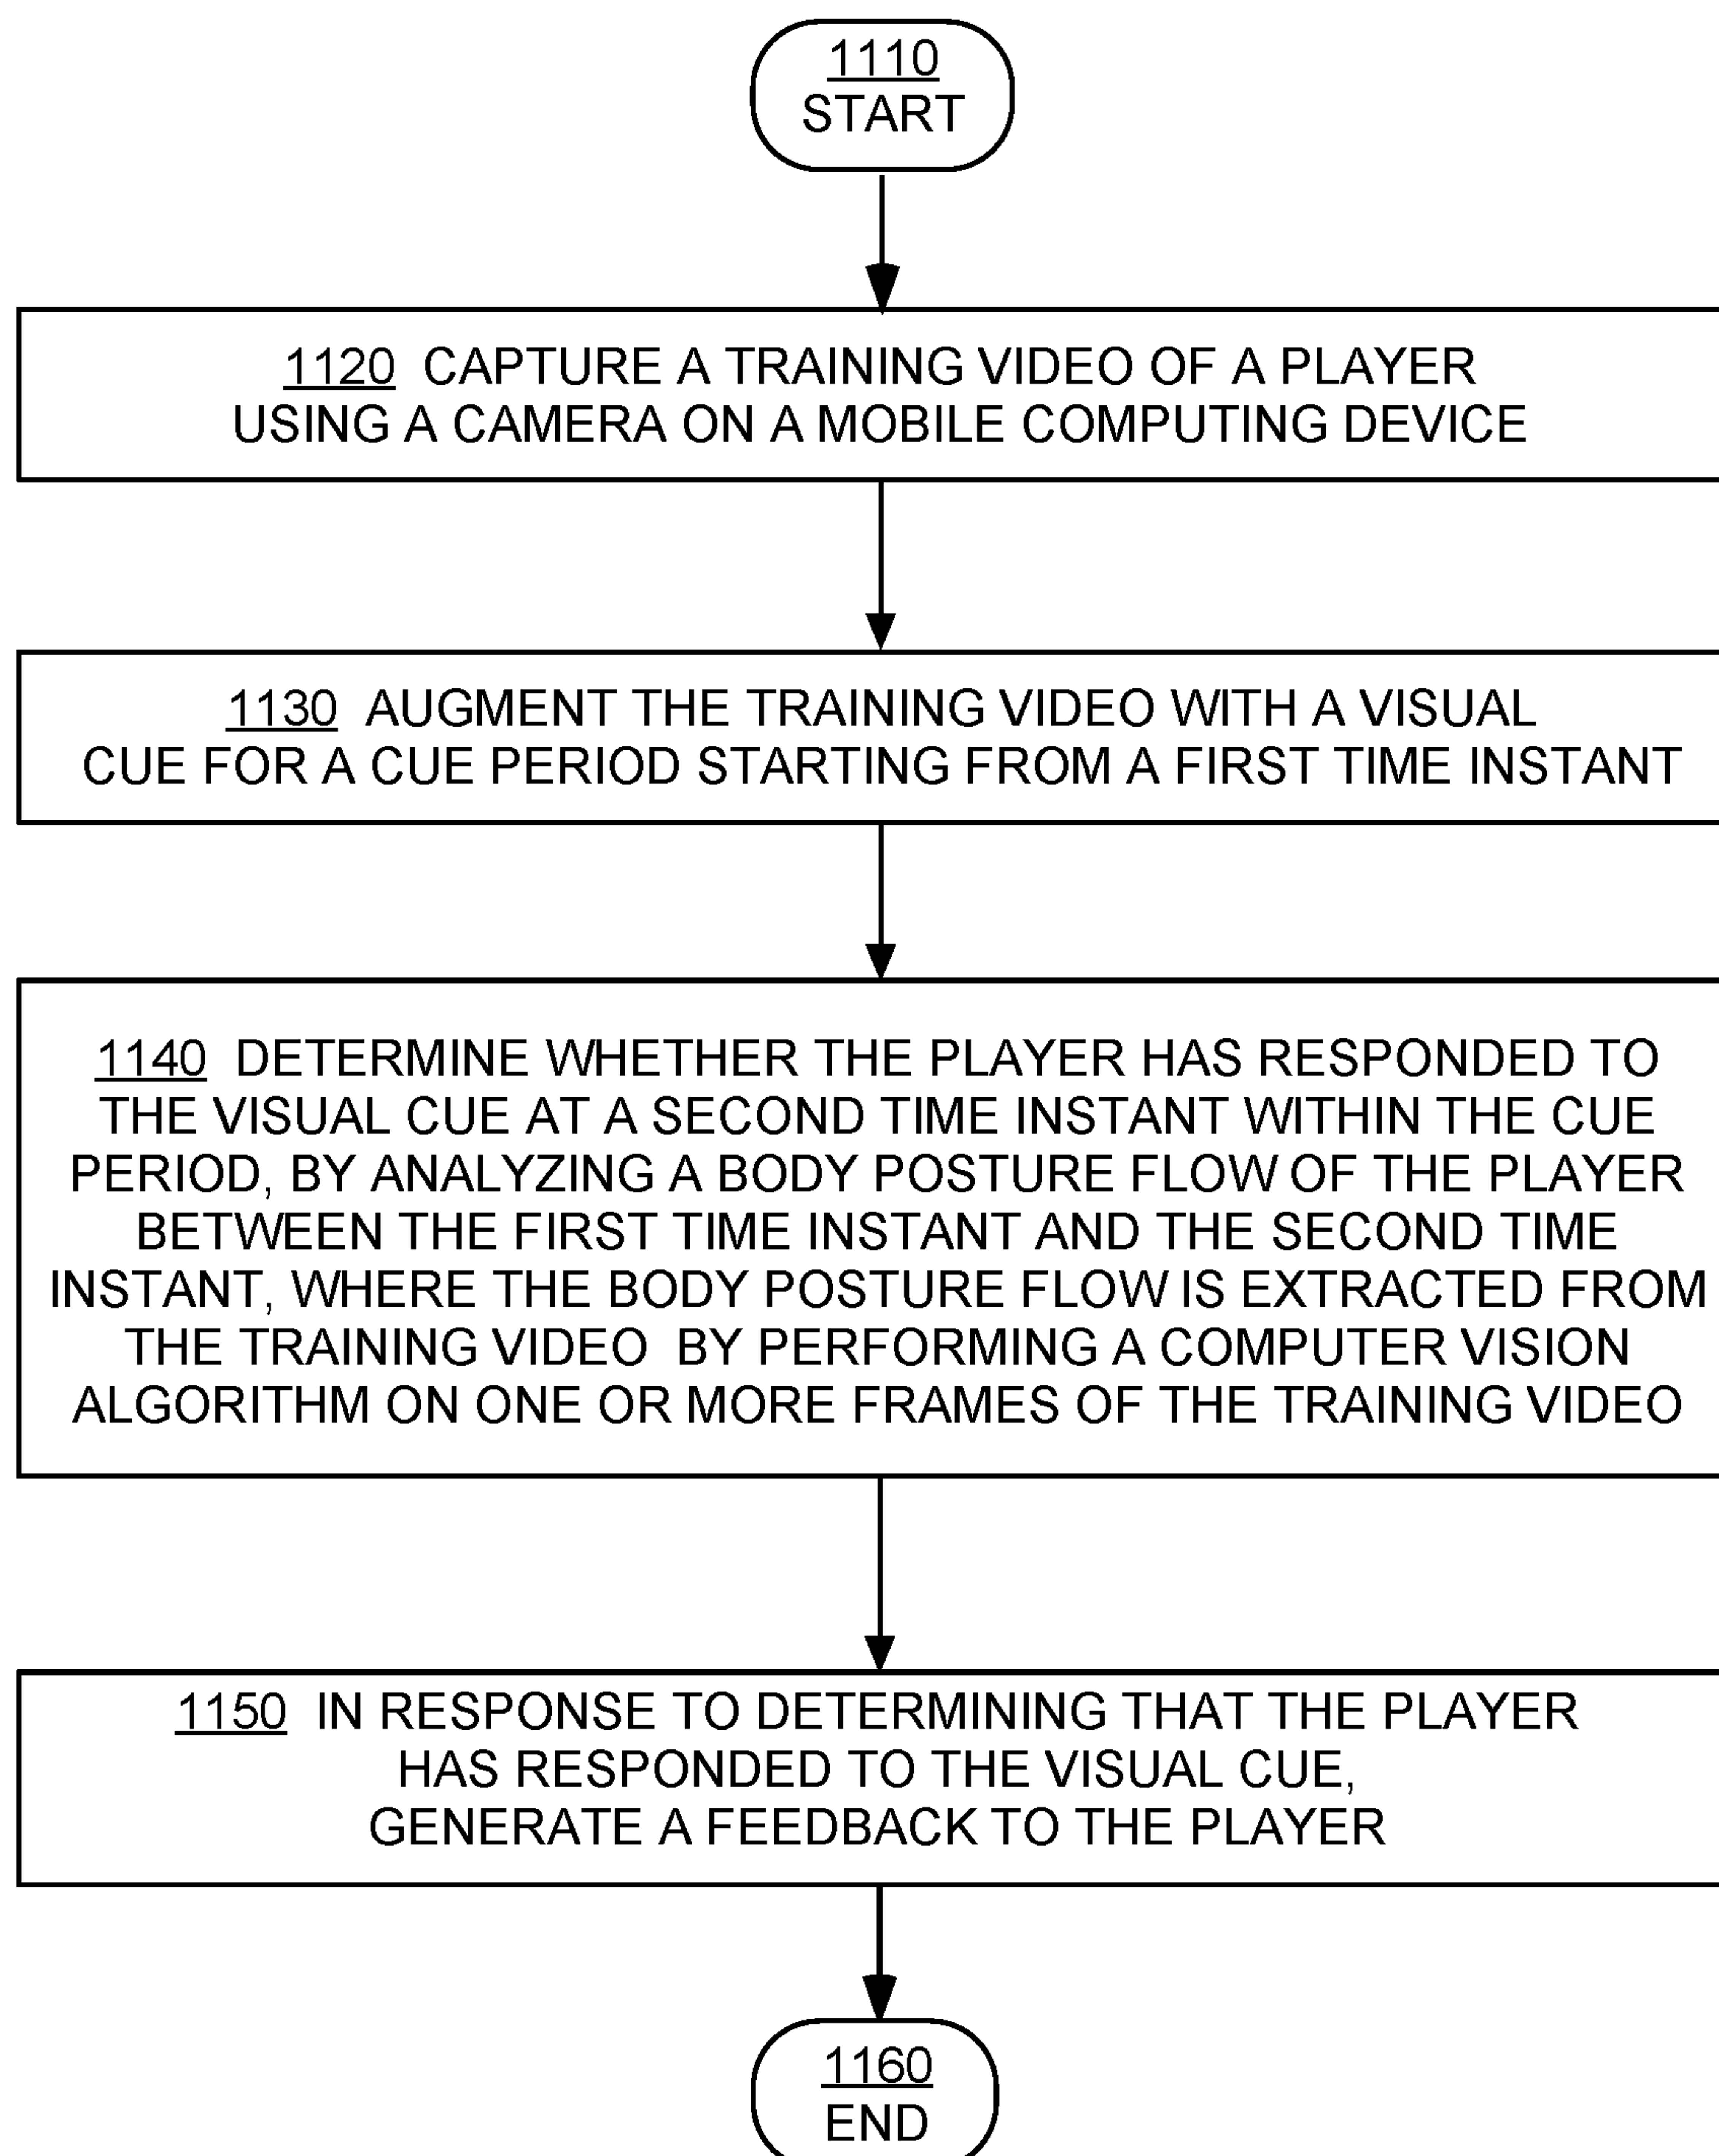 1110
START
1120 CAPTURE A TRAINING VIDEO OF A PLAYER
USING A CAMERA ON A MOBILE COMPUTING DEVICE
1130 AUGMENT THE TRAINING VIDEO WITH A VISUAL
CUE FOR A CUE PERIOD STARTING FROM A FIRST TIME INSTANT
1140 DETERMINE WHETHER THE PLAYER HAS RESPONDED TO
THE VISUAL CUE AT A SECOND TIME INSTANT WITHIN THE CUE
PERIOD, BY ANALYZING A BODY POSTURE FLOW OF THE PLAYER
BETWEEN THE FIRST TIME INSTANT AND THE SECOND TIME
INSTANT, WHERE THE BODY POSTURE FLOW IS EXTRACTED FROM
THE TRAINING VIDEO BY PERFORMING A COMPUTER VISION
ALGORITHM ON ONE OR MORE FRAMES OF THE TRAINING VIDEO
1150 IN RESPONSE TO DETERMINING THAT THE PLAYER
HAS RESPONDED TO THE VISUAL CUE,
GENERATE A FEEDBACK TO THE PLAYER
1160
END